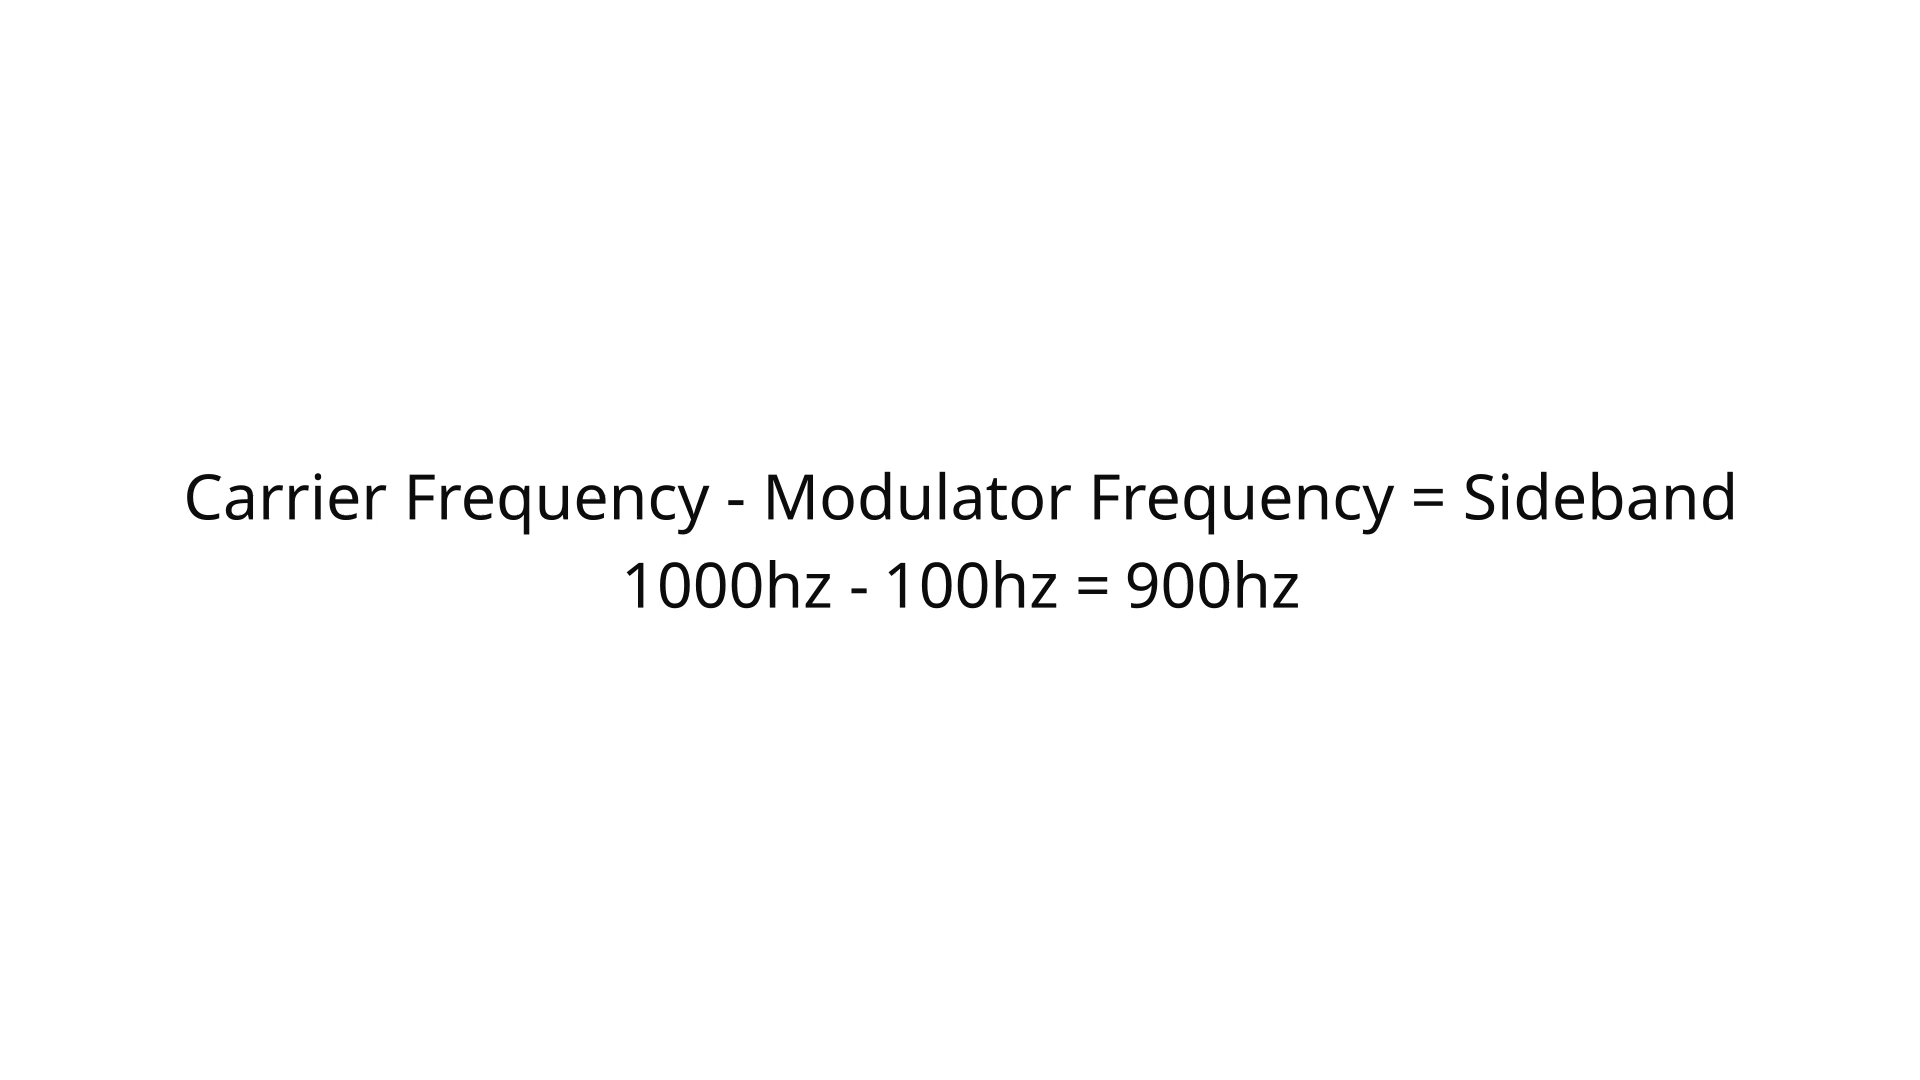 Carrier Frequency - Modulator Frequency = Sideband
1000hz - 100hz = 900hz